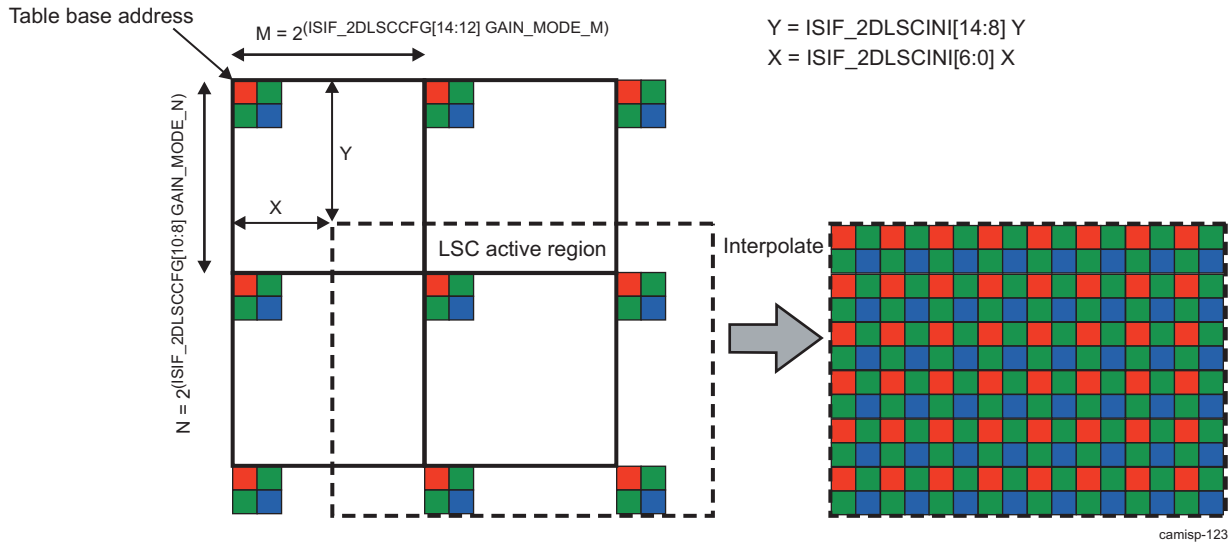 Table base address
M = 2(ISIF_2DLSCCFG[14:12] GAIN_MODE_M)
Y = ISIF_2DLSCINI[14:8] Y
X = ISIF_2DLSCINI[6:0] X
N = 2(ISIF_2DLSCCFG[10:8] GAIN_MODE_N)
Y
X
LSC active region
Interpolate
camisp-123